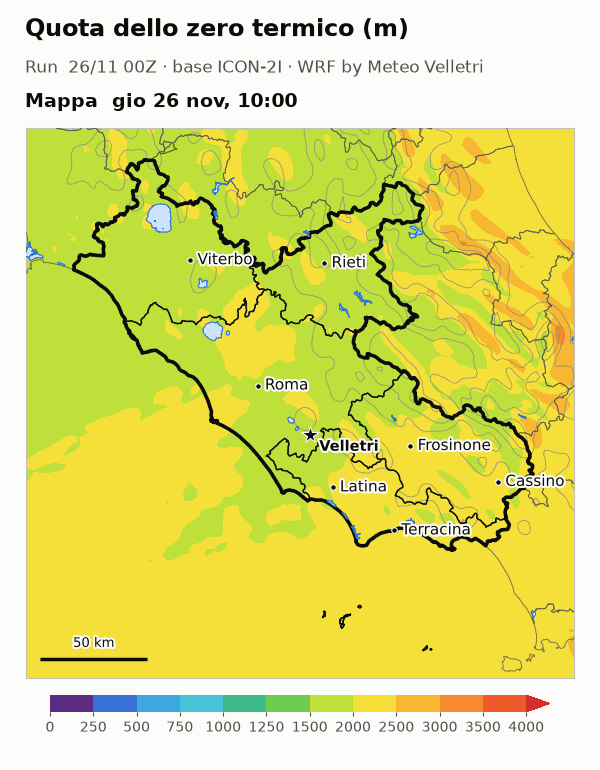 Quota dello zero termico (m)
Run  26/11 00Z · base ICON-2I · WRF by Meteo Velletri
Mappa  gio 26 nov, 10:00
Viterbo
Rieti
Roma
Velletri
Frosinone
Cassino
Latina
Terracina
50 km
0 250 500 750 1000 1250 1500 2000 2500 3000 3500 4000